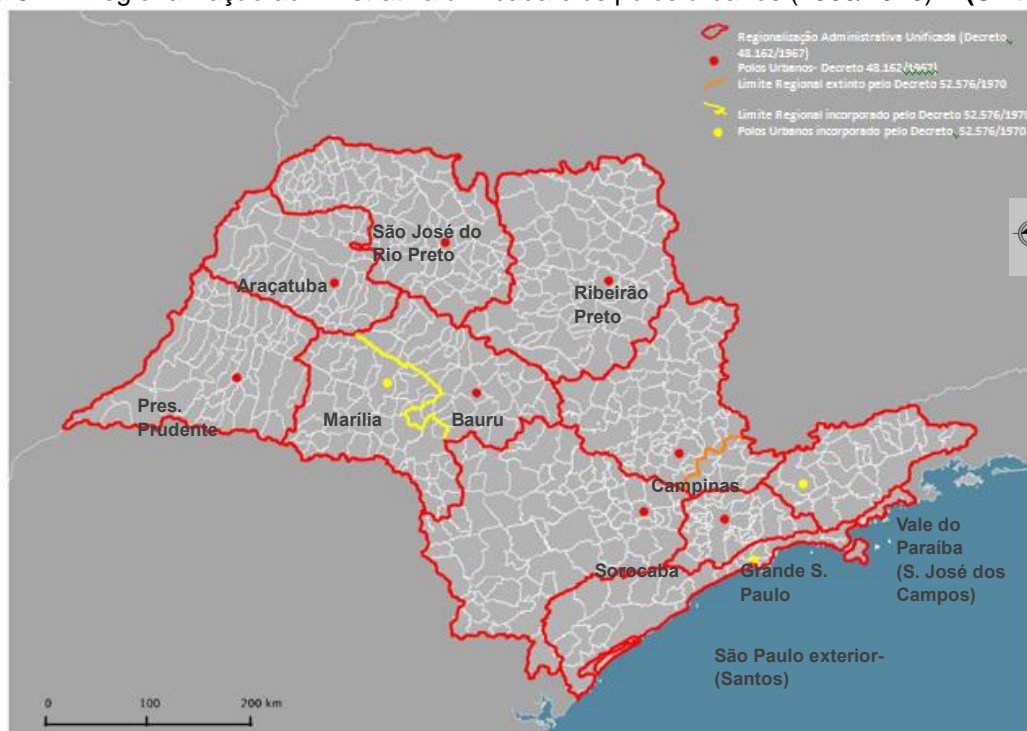 Regionalização Administrativa Unificada (Decreto
48.162/1967)
Polos Urbanos- Decreto 48.162/1967)
Limite Regional extinto pelo Decreto 52.576/1970
Limite Regional incorporado pelo Decreto 52.576/1970
Polos Urbanos incorporado pelo Decreto 52.576/1970
São José do
Rio Preto
Araçatuba
Ribeirão
Preto
Pres.
Prudente
Marília
Bauru
Campinas
Vale do
Paraíba
(S. José dos
Campos)
Sorocaba
Grande S.
Paulo
São Paulo exterior-
(Santos)
0 100 200 km